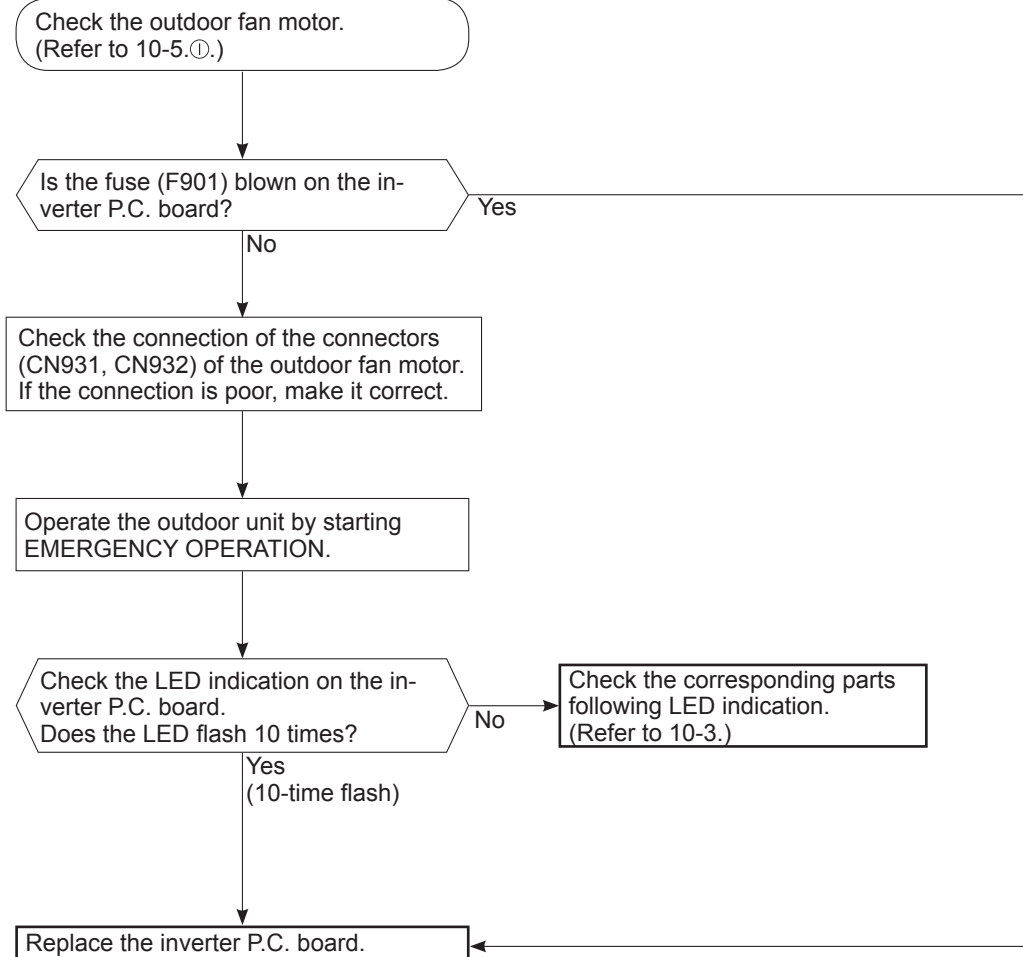 Check the outdoor fan motor.
(Refer to 10-5.Ⓘ.)
Is the fuse (F901) blown on the in-
verter P.C. board?
Yes
No
Check the connection of the connectors
(CN931, CN932) of the outdoor fan motor.
If the connection is poor, make it correct.
Operate the outdoor unit by starting
EMERGENCY OPERATION.
Check the LED indication on the in-
verter P.C. board.
Does the LED flash 10 times?
No
Check the corresponding parts
following LED indication.
(Refer to 10-3.)
Yes
(10-time flash)
Replace the inverter P.C. board.